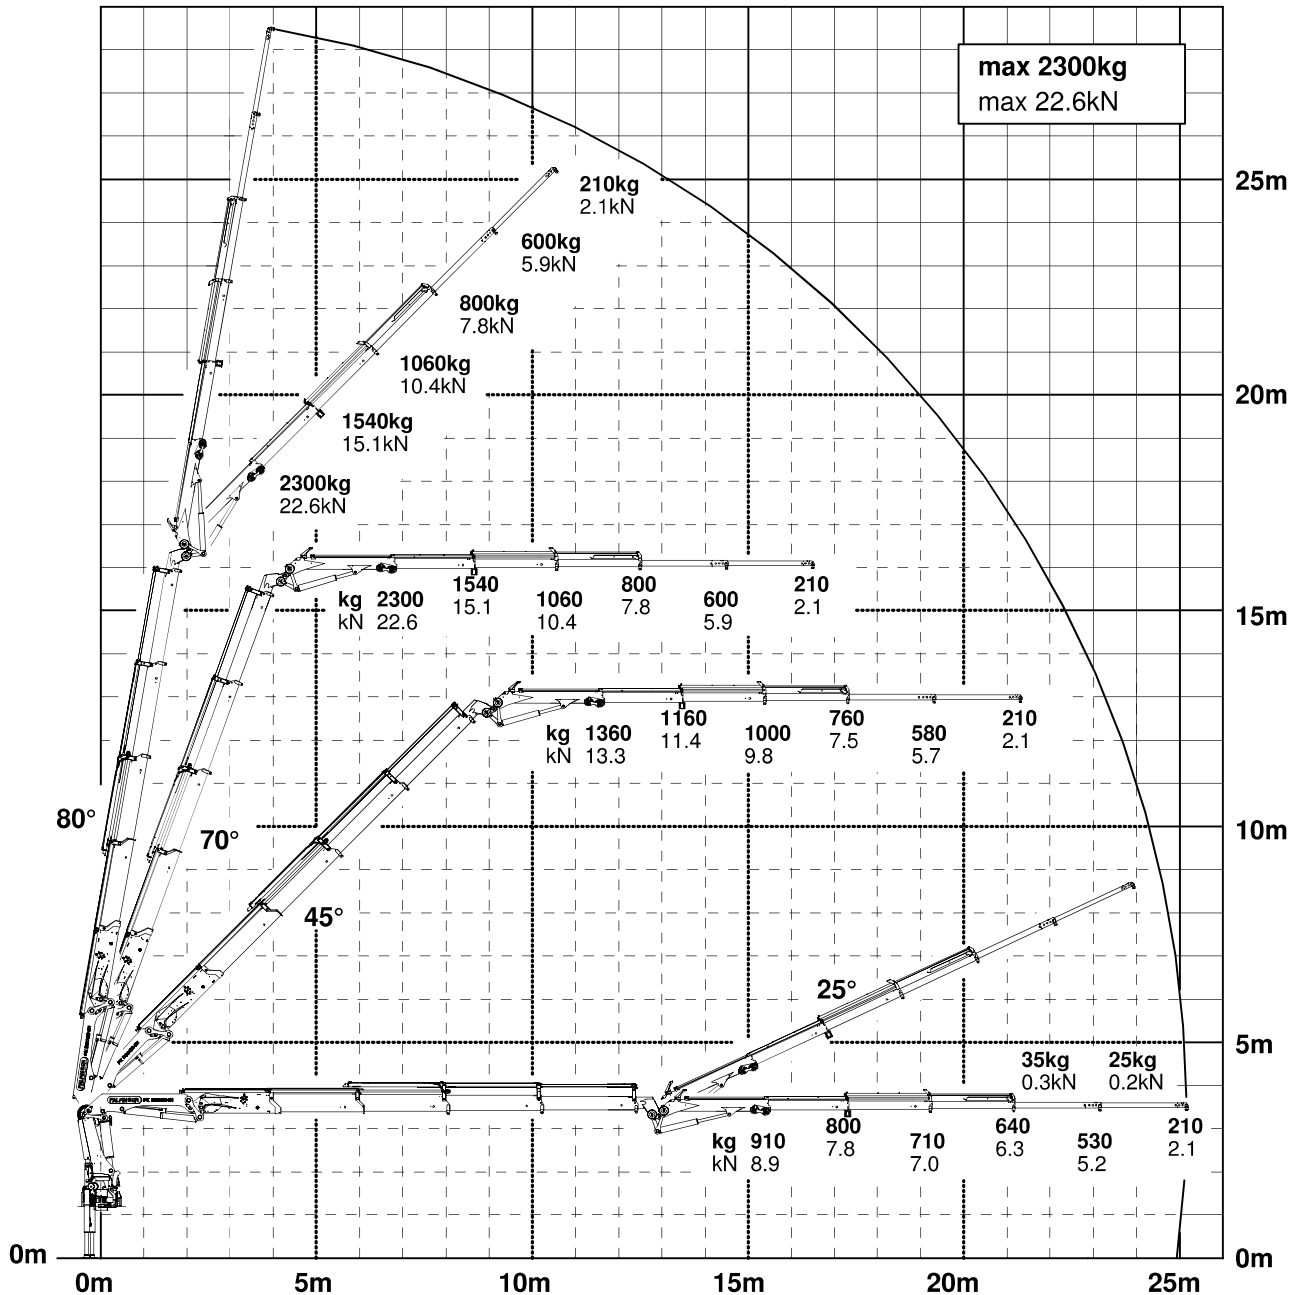 max 2300kg
max 22.6kN
210kg
2.1kN
25m
600kg
5.9kN
800kg
7.8kN
1060kg
10.4kN
20m
1540kg
15.1kN
2300kg
22.6kN
1540 800 210
kg 2300 15.1 1060 7.8 600 2.1
kN 22.6 10.4 5.9
15m
1160 760 210
kg 1360 11.4 1000 7.5 580 2.1
kN 13.3 9.8 5.7
80°
70°
10m
45°
25°
5m
35kg 25kg
0.3kN 0.2kN
PALFINGER
800 640 210
kg 910 7.8 710 6.3 530 2.1
kN 8.9 7.0 5.2
0m 0m
0m 5m 10m 15m 20m 25m